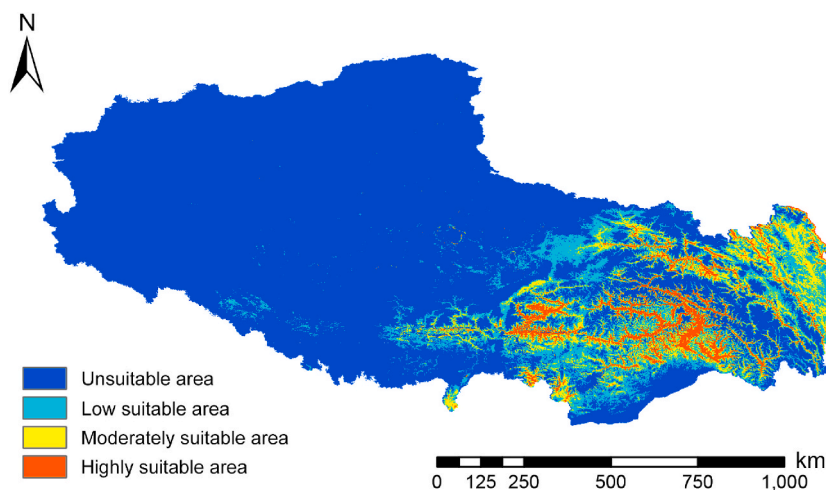 N
Unsuitable area
Low suitable area
Moderately suitable area
Highly suitable area
km
0 125 250 500 750 1,000